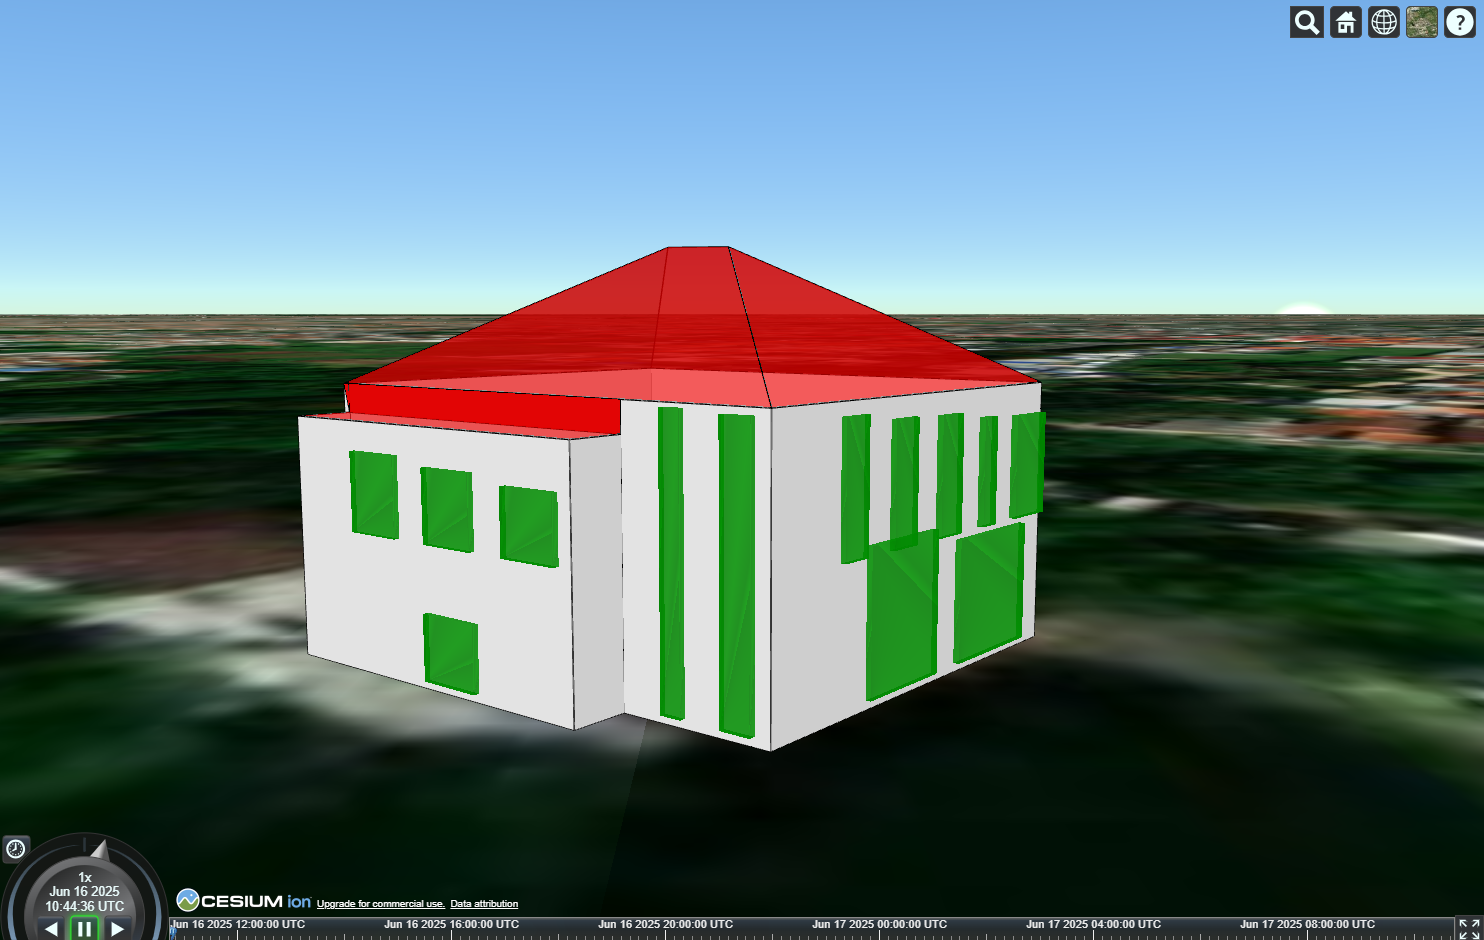 ?
1x
Jun 16 2025
10:44:36 UTC
CESIUM ion Upgrade for commercial use. Data attribution
Jun 16 2025 12:00:00 UTC Jun 16 2025 16:00:00 UTC Jun 16 2025 20:00:00 UTC Jun 17 2025 00:00:00 UTC Jun 17 2025 04:00:00 UTC Jun 17 2025 08:00:00 UTC